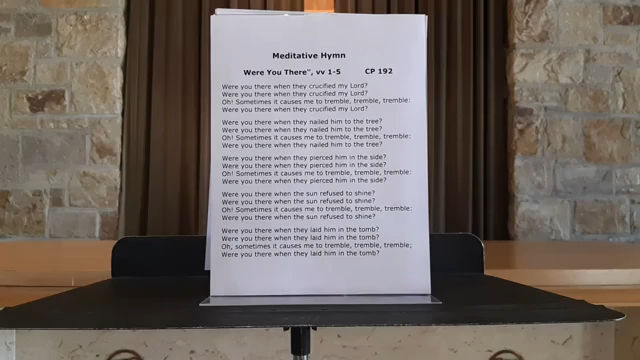 Meditative Hymn
Were You There", vv 1-5 CP 192
Were you there when they crucified my Lord?
Were you there when they crucified my Lord?
Oh! Sometimes it causes me to tremble, tremble, tremble:
Were you there when they crucified my Lord?
Were you there when they nailed him to the tree?
Were you there when they nailed him to the tree?
Oh! Sometimes it causes me to tremble, tremble, tremble:
Were you there when they nailed him to the tree?
Were you there when they pierced him in the side?
Were you there when they pierced him in the side?
Oh! Sometimes it causes me to tremble, tremble, tremble:
Were you there when they pierced him in the side?
Were you there when the sun refused to shine?
Were you there when the sun refused to shine?
Oh! Sometimes it causes me to tremble, tremble, tremble:
Were you there when the sun refused to shine?
Were you there when they laid him in the tomb?
Were you there when they laid him in the tomb?
Oh, sometimes it causes me to tremble, tremble, tremble;
Were you there when they laid him in the tomb?